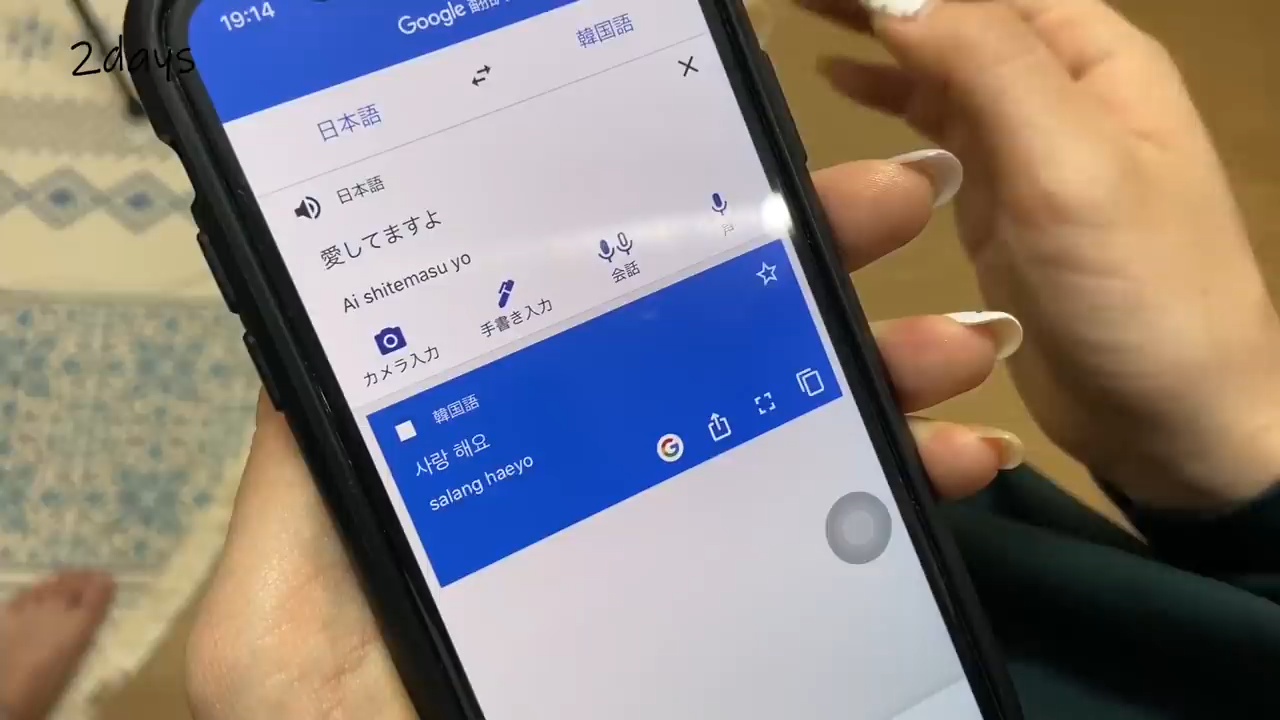 19:14
Google 翻訳
2days
日本語
韓国語
日本語
愛してますよ
Ai shitemasu yo
カメラ入力
手書き入力
会話
韓国語
사랑 해요
salang haeyo